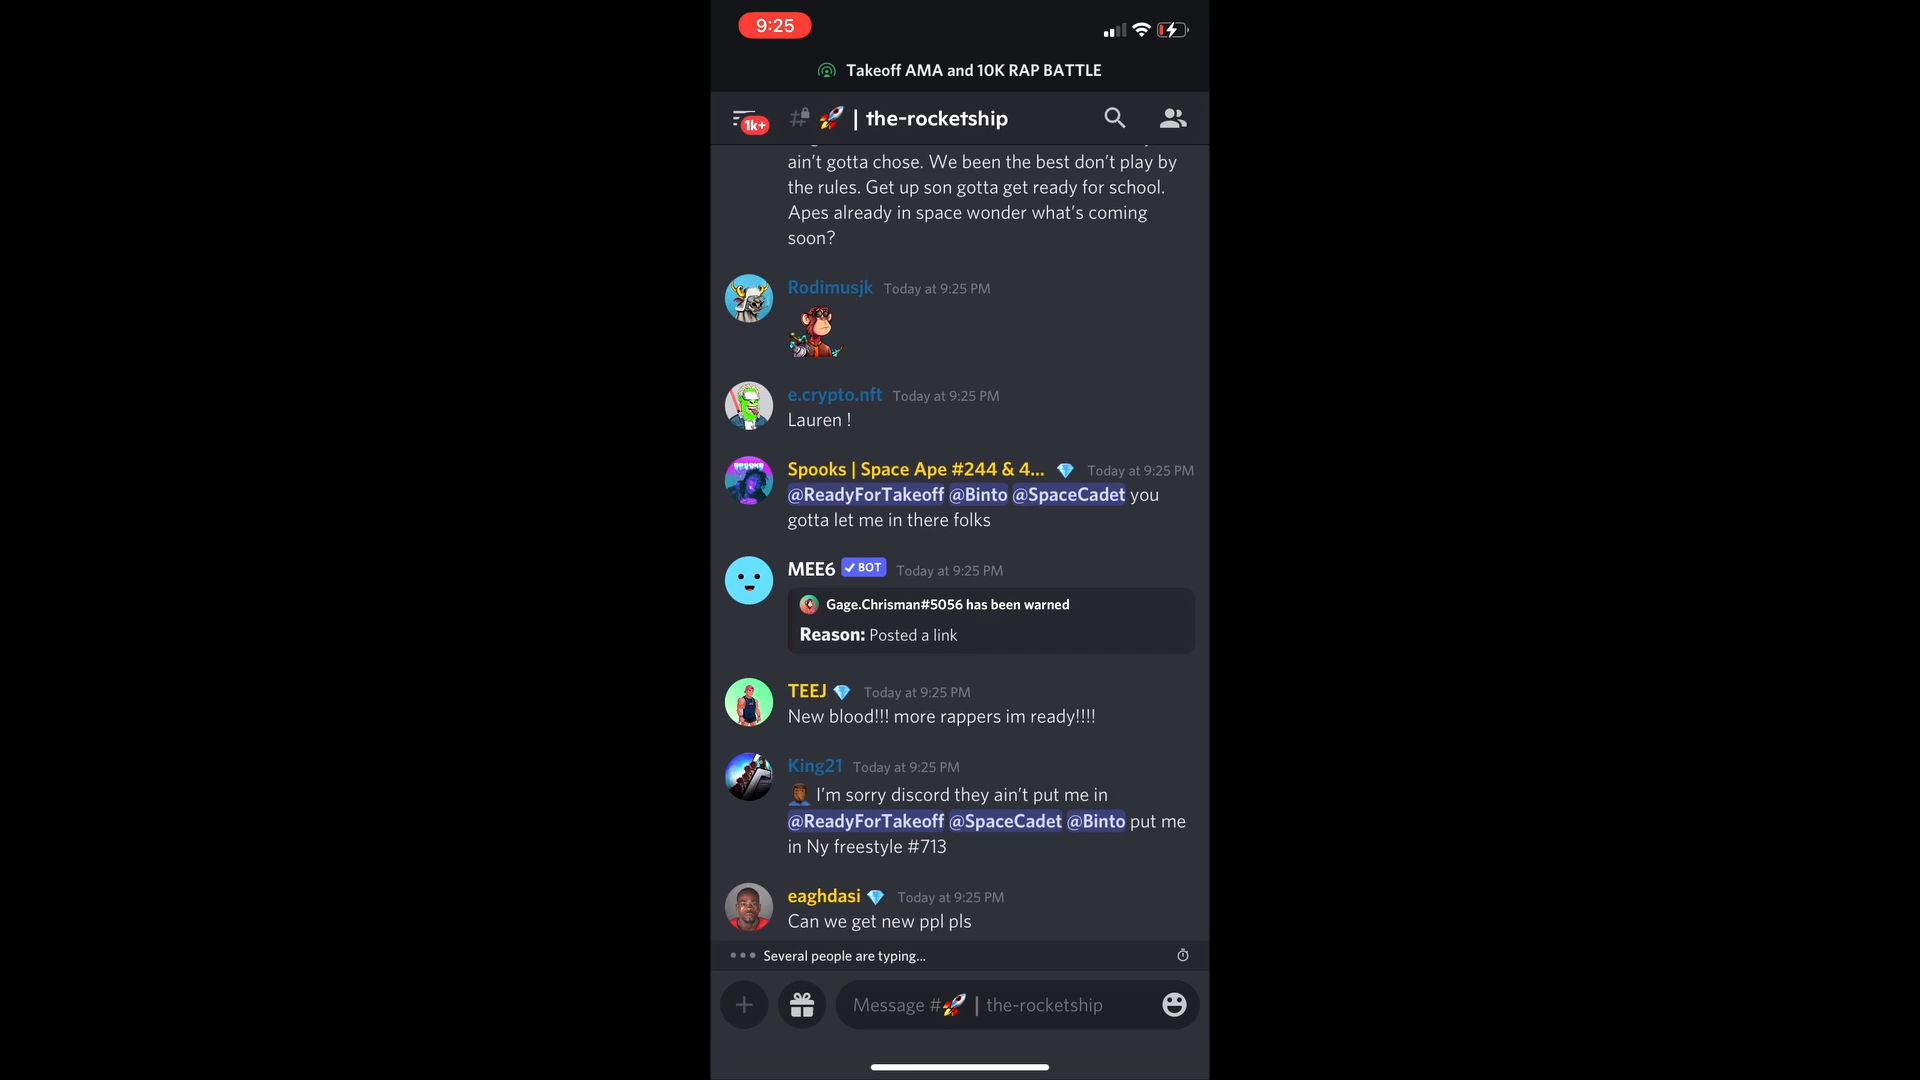 9:25
Takeoff AMA and 10K RAP BATTLE
1k+
# 🚀 | the-rocketship
ain't gotta chose. We been the best don't play by
the rules. Get up son gotta get ready for school.
Apes already in space wonder what's coming
soon?
Rodimusjk Today at 9:25 PM
e.crypto.nft Today at 9:25 PM
Lauren !
Spooks | Space Ape #244 & 4... 💎 Today at 9:25 PM
@ReadyForTakeoff @Binto @SpaceCadet you
gotta let me in there folks
MEE6 ✓ BOT Today at 9:25 PM
Gage.Chrisman#5056 has been warned
Reason: Posted a link
TEEJ 💎 Today at 9:25 PM
New blood!!! more rappers im ready!!!!
King21 Today at 9:25 PM
🤦🏾‍♂️ I'm sorry discord they ain't put me in
@ReadyForTakeoff @SpaceCadet @Binto put me
in Ny freestyle #713
eaghdasi 💎 Today at 9:25 PM
Can we get new ppl pls
Several people are typing...
Message #🚀 | the-rocketship